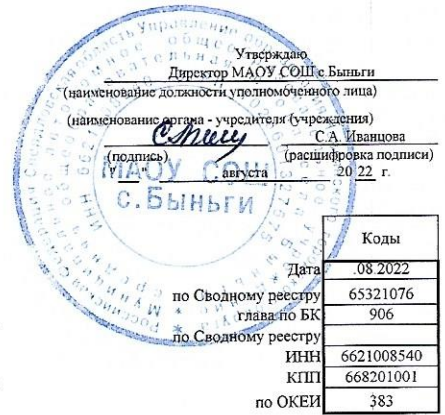 Утверждаю
Директор МАОУ СОШ с Быньги
(наименование должности уполномоченного лица)
(наименование органа - учредителя (учреждения)
С.А. Иванцова
(подпись) (расшифровка подписи)
" " августа 20 22 г.
МАОУ СОШ
с. Быньги
Коды
Дата .08.2022
по Сводному реестру 65321076
глава по БК 906
по Сводному реестру
ИНН 6621008540
КПП 668201001
по ОКЕИ 383